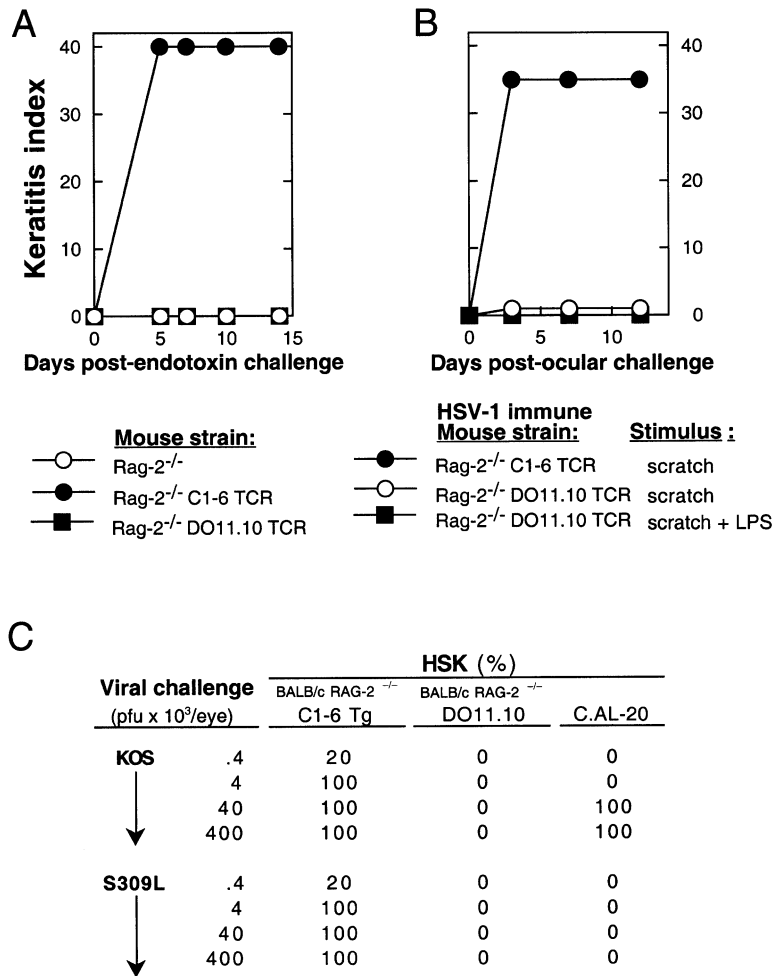 A
40
30
20
10
0
Keratitis index
0
5
10
15
Days post-endotoxin challenge
Mouse strain:
Rag-2-/-
Rag-2-/- C1-6 TCR
Rag-2-/- DO11.10 TCR
B
40
30
20
10
0
0
5
10
Days post-ocular challenge
HSV-1 immune
Mouse strain: Stimulus :
Rag-2-/- C1-6 TCR scratch
Rag-2-/- DO11.10 TCR scratch
Rag-2-/- DO11.10 TCR scratch + LPS
C
HSK (%)
Viral challenge BALB/c RAG-2 -/- BALB/c RAG-2 -/-
(pfu x 10³/eye) C1-6 Tg DO11.10 C.AL-20
KOS .4 20 0 0
4 100 0 0
40 100 0 100
400 100 0 100
S309L .4 20 0 0
4 100 0 0
40 100 0 0
400 100 0 0